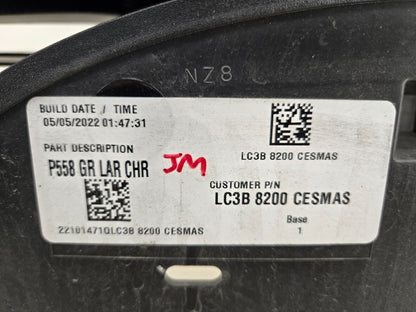 NZ8
BUILD DATE / TIME
05/05/2022 01:47:31
PART DESCRIPTION
P558 GR LAR CHR
JM
LC3B 8200 CESMAS
CUSTOMER P/N
LC3B 8200 CESMAS
Base
1
22101471QLC3B 8200 CESMAS